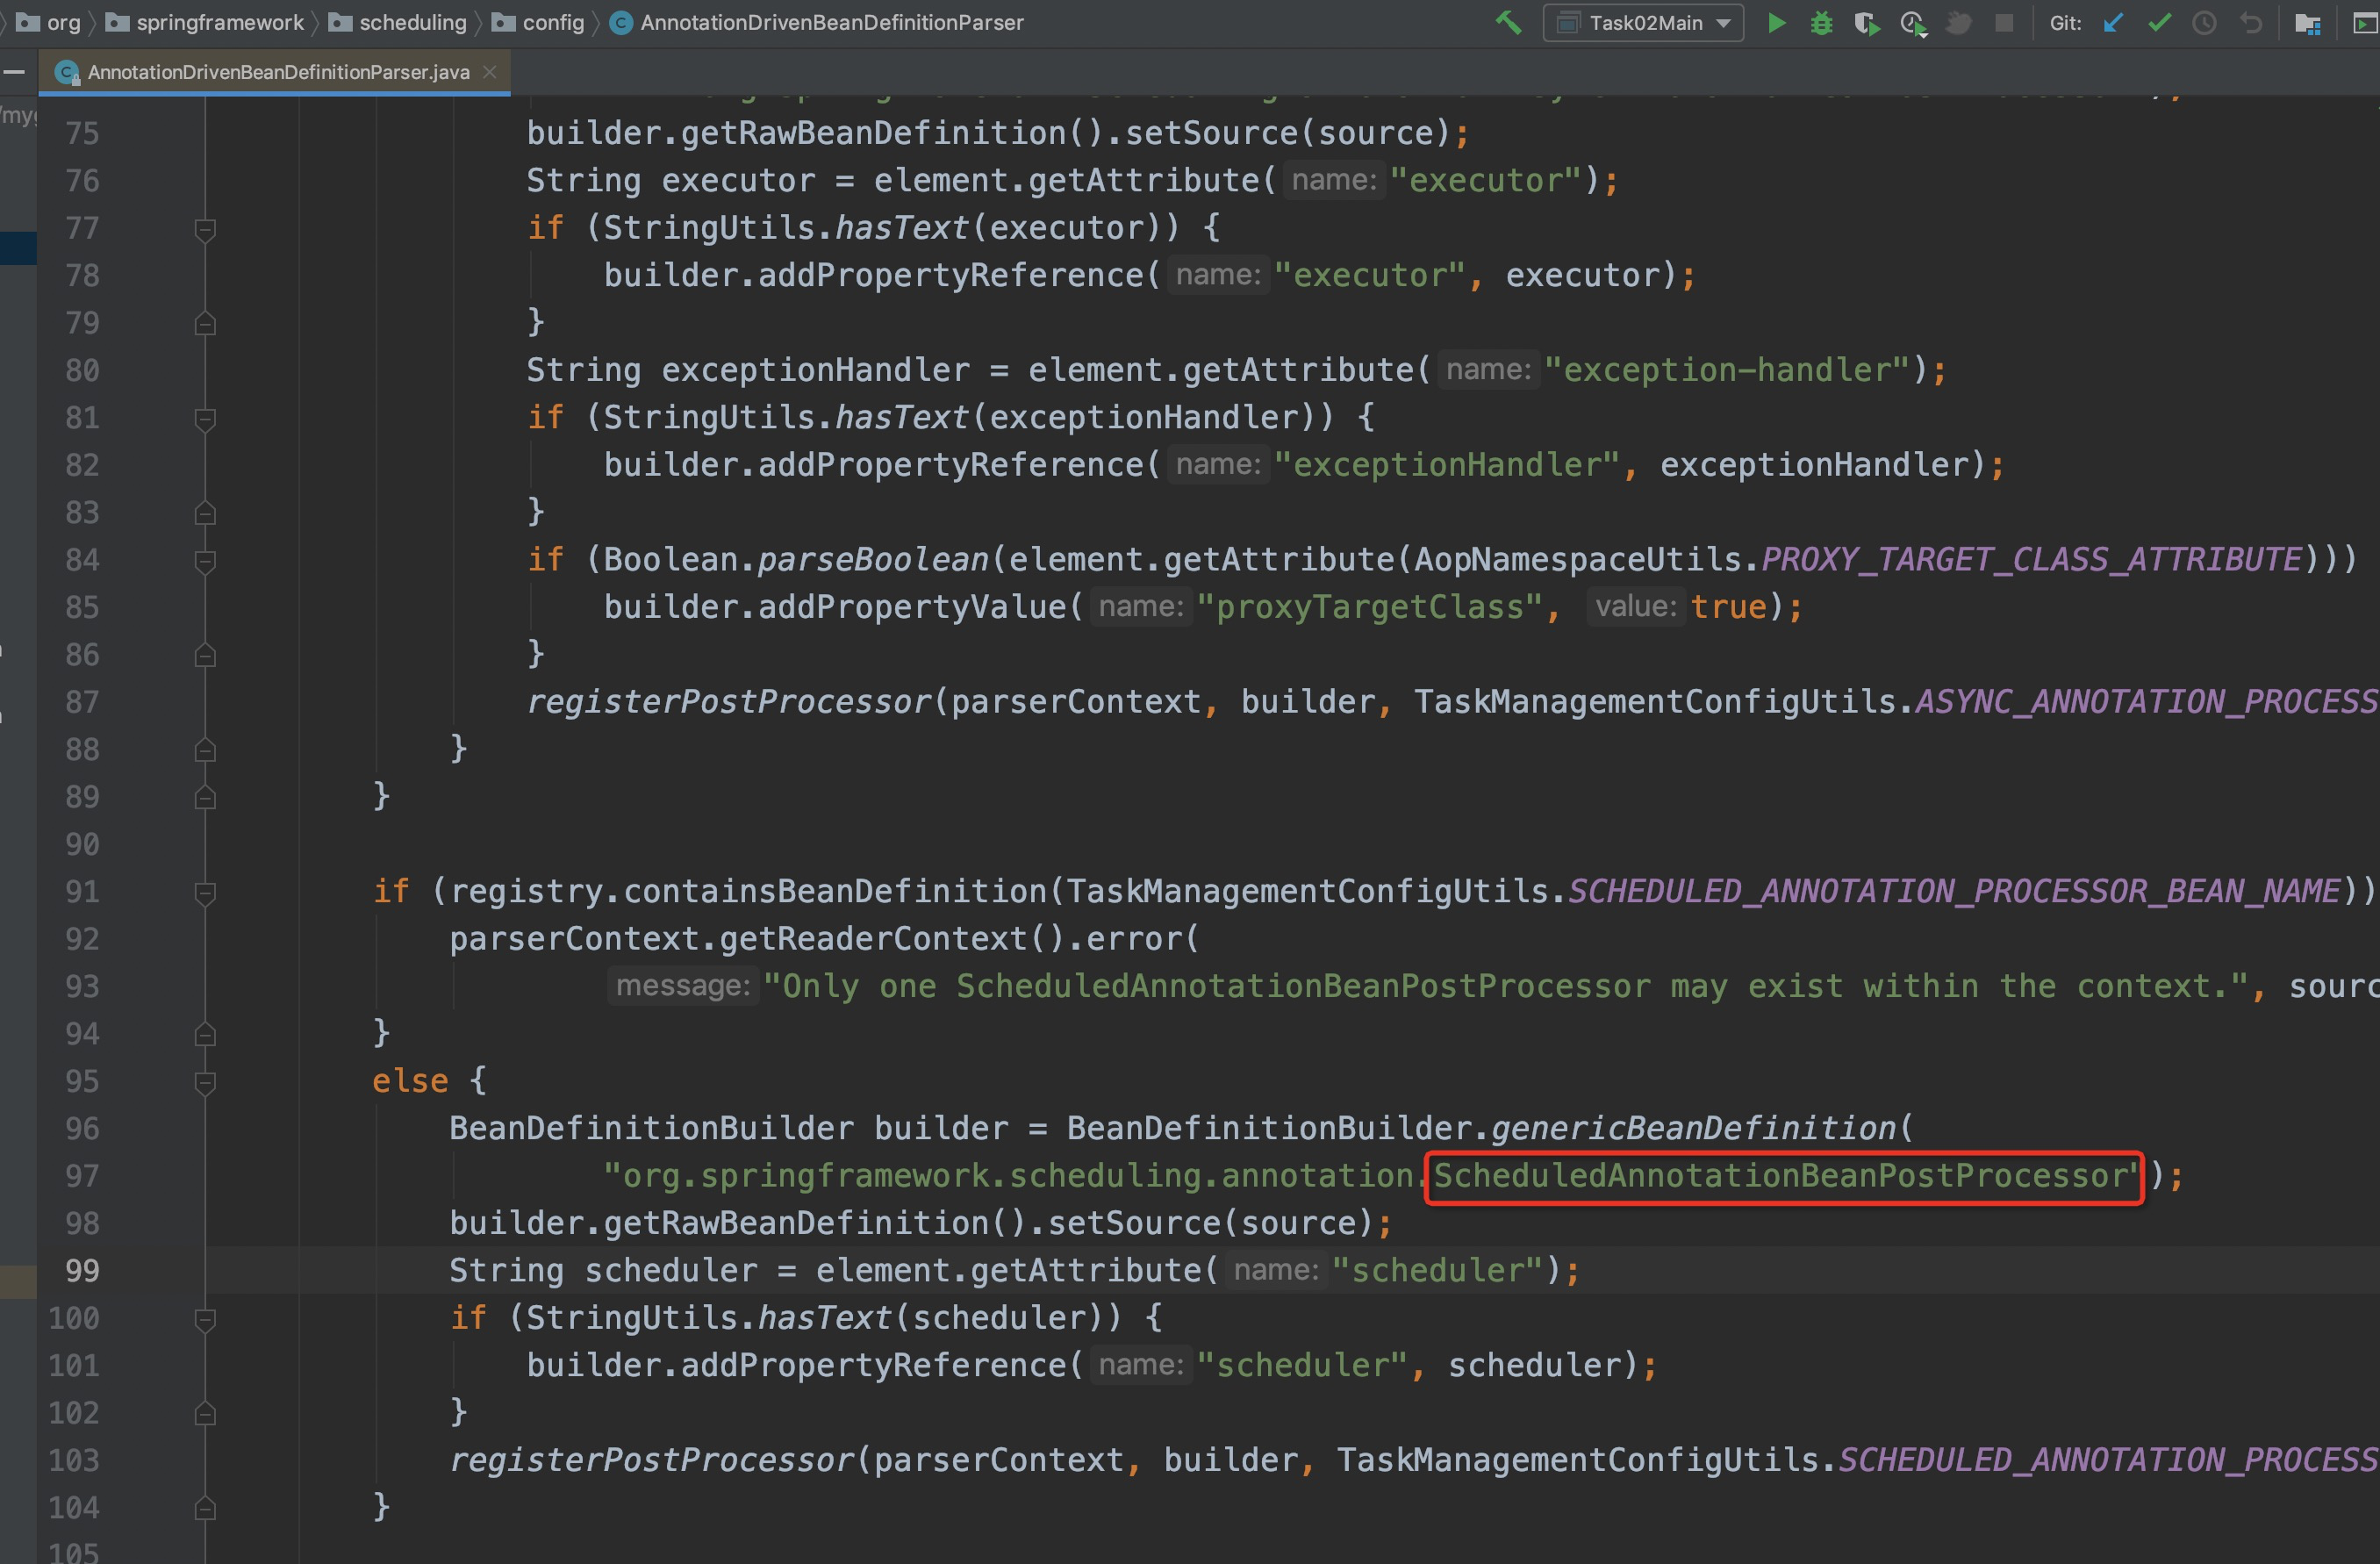 org springframework scheduling config AnnotationDrivenBeanDefinitionParser Task02Main Git:
AnnotationDrivenBeanDefinitionParser.java
75 builder.getRawBeanDefinition().setSource(source);
76 String executor = element.getAttribute( name: "executor");
77 if (StringUtils.hasText(executor)) {
78 builder.addPropertyReference( name: "executor", executor);
79 }
80 String exceptionHandler = element.getAttribute( name: "exception-handler");
81 if (StringUtils.hasText(exceptionHandler)) {
82 builder.addPropertyReference( name: "exceptionHandler", exceptionHandler);
83 }
84 if (Boolean.parseBoolean(element.getAttribute(AopNamespaceUtils.PROXY_TARGET_CLASS_ATTRIBUTE)))
85 builder.addPropertyValue( name: "proxyTargetClass", value: true);
86 }
87 registerPostProcessor(parserContext, builder, TaskManagementConfigUtils.ASYNC_ANNOTATION_PROCESS
88 }
89 }
90
91 if (registry.containsBeanDefinition(TaskManagementConfigUtils.SCHEDULED_ANNOTATION_PROCESSOR_BEAN_NAME))
92 parserContext.getReaderContext().error(
93 message: "Only one ScheduledAnnotationBeanPostProcessor may exist within the context.", sourc
94 }
95 else {
96 BeanDefinitionBuilder builder = BeanDefinitionBuilder.genericBeanDefinition(
97 "org.springframework.scheduling.annotation.ScheduledAnnotationBeanPostProcessor");
98 builder.getRawBeanDefinition().setSource(source);
99 String scheduler = element.getAttribute( name: "scheduler");
100 if (StringUtils.hasText(scheduler)) {
101 builder.addPropertyReference( name: "scheduler", scheduler);
102 }
103 registerPostProcessor(parserContext, builder, TaskManagementConfigUtils.SCHEDULED_ANNOTATION_PROCESS
104 }
105